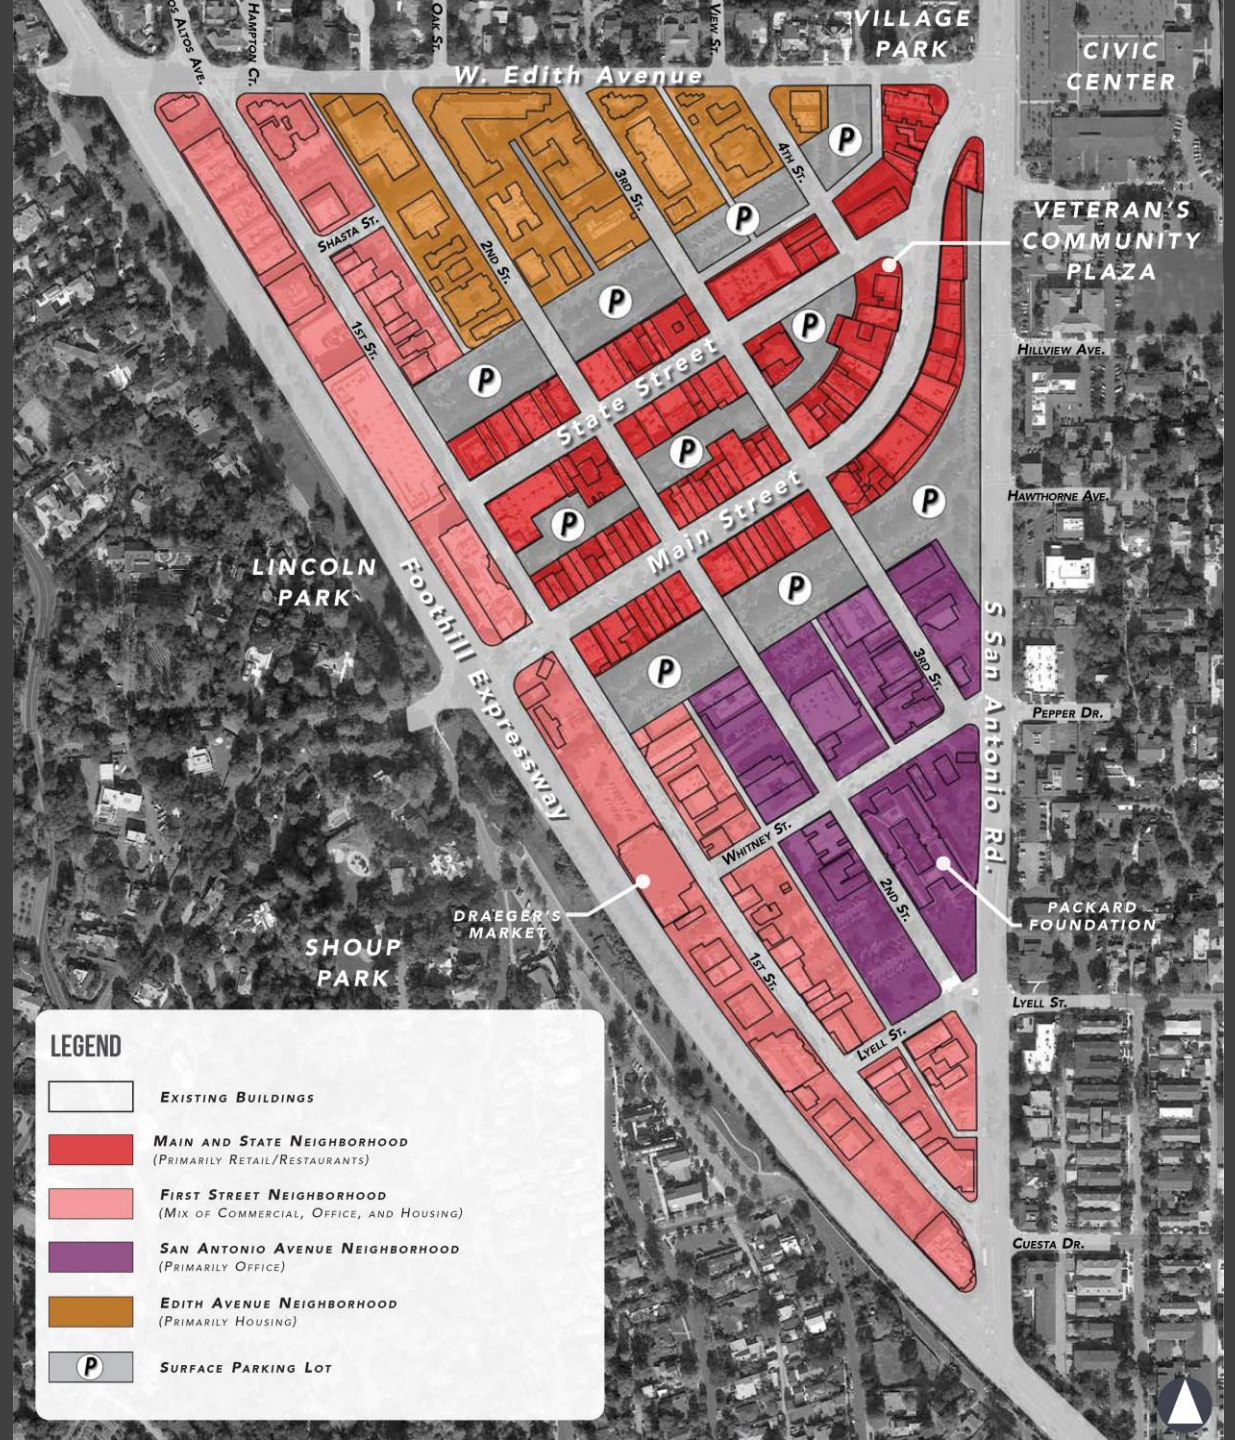 OS ALTOS AVE.
HAMPTON CT.
OAK ST.
VIEW ST.
VILLAGE
PARK
CIVIC
CENTER
W. Edith Avenue
P
4TH ST.
3RD ST.
P
VETERAN'S
COMMUNITY
PLAZA
SHASTA ST.
2ND ST.
P
P
1ST ST.
HILLVIEW AVE.
State Street
P
P
Main Street
HAWTHORNE AVE.
P
P
LINCOLN
PARK
Foothill Expressway
P
P
S San Antonio Rd.
3RD ST.
PEPPER DR.
WHITNEY ST.
2ND ST.
DRAEGER'S
MARKET
PACKARD
FOUNDATION
SHOUP
PARK
1ST ST.
LYELL ST.
LYELL ST.
CUESTA DR.
LEGEND
EXISTING BUILDINGS
MAIN AND STATE NEIGHBORHOOD
(PRIMARILY RETAIL/RESTAURANTS)
FIRST STREET NEIGHBORHOOD
(MIX OF COMMERCIAL, OFFICE, AND HOUSING)
SAN ANTONIO AVENUE NEIGHBORHOOD
(PRIMARILY OFFICE)
EDITH AVENUE NEIGHBORHOOD
(PRIMARILY HOUSING)
P
SURFACE PARKING LOT